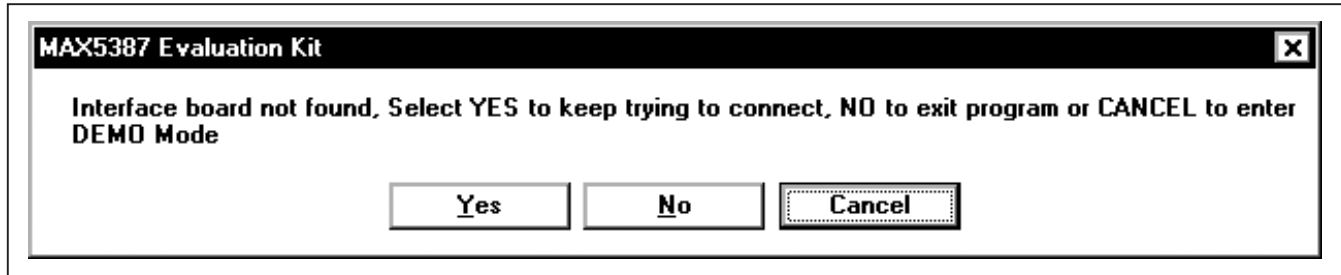 MAX5387 Evaluation Kit
Interface board not found, Select YES to keep trying to connect, NO to exit program or CANCEL to enter
DEMO Mode
Yes No Cancel